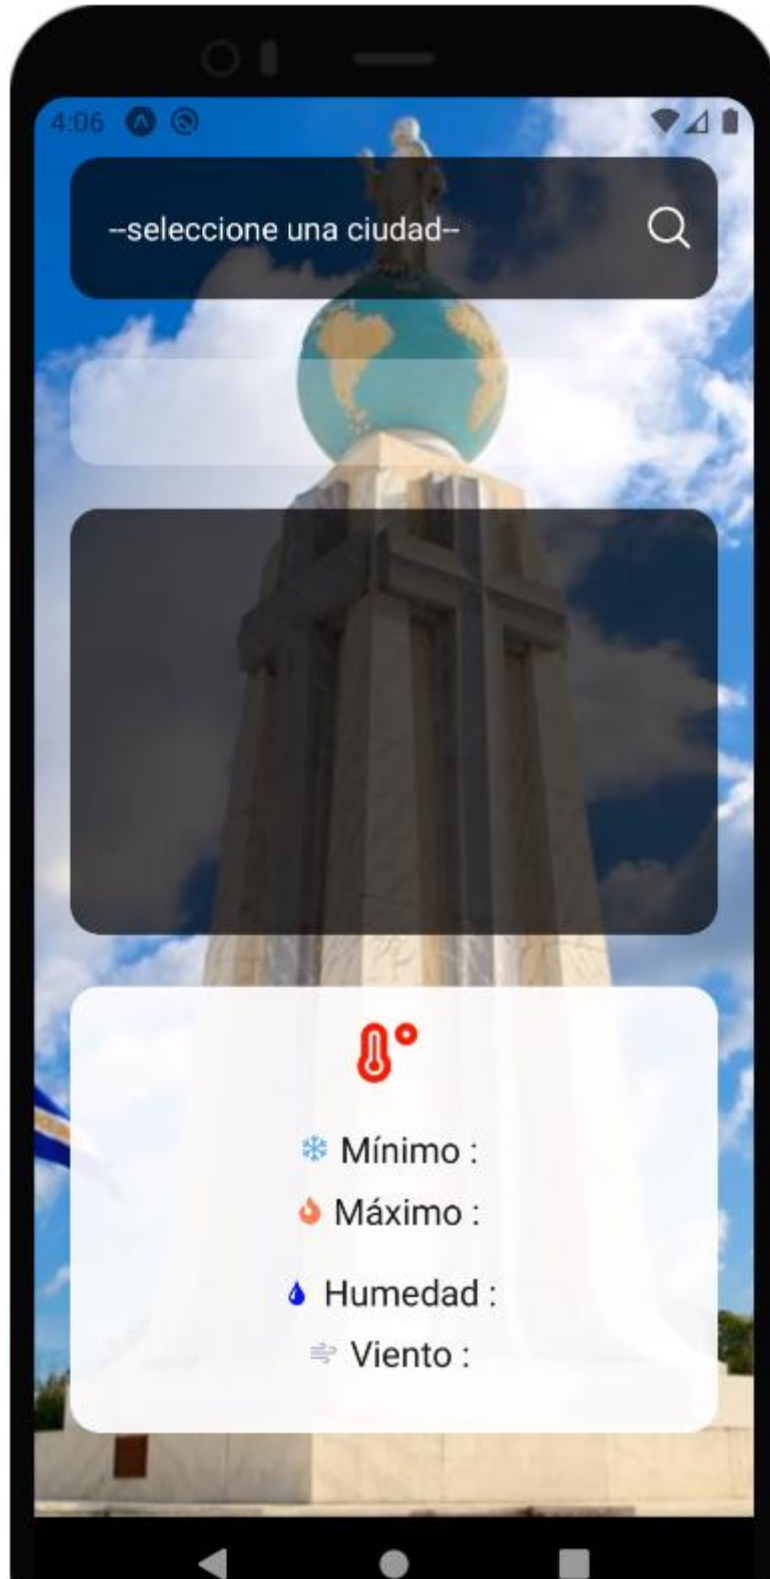 4:06
--seleccione una ciudad--
Mínimo :
Máximo :
Humedad :
Viento :